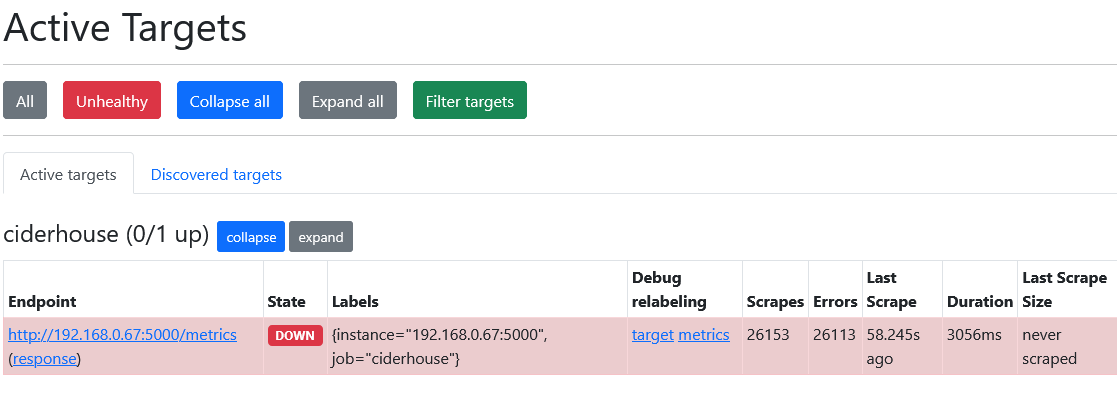 Active Targets
All Unhealthy Collapse all Expand all Filter targets
Active targets Discovered targets
ciderhouse (0/1 up) collapse expand
Endpoint State Labels Debug relabeling Scrapes Errors Last Scrape Duration Last Scrape Size
http://192.168.0.67:5000/metrics DOWN {instance="192.168.0.67:5000", target metrics 26153 26113 58.245s 3056ms never
(response) job="ciderhouse"} ago scraped